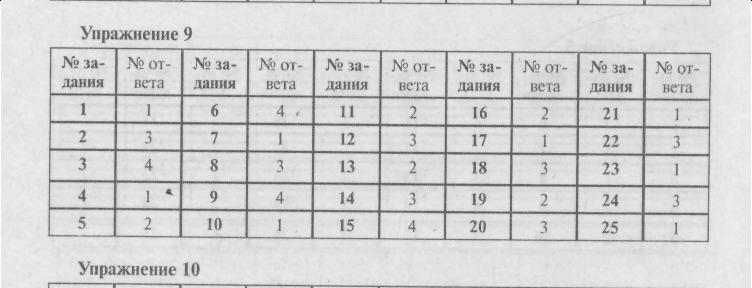 Упражнение 9
№ за- № от- № за- № от- № за- № от- № за- № от- № за- № от-
дания вета дания вета дания вета дания вета дания вета
1 1 6 4 11 2 16 2 21 1
2 3 7 1 12 3 17 1 22 3
3 4 8 3 13 2 18 3 23 1
4 1 9 4 14 3 19 2 24 3
5 2 10 1 15 4 20 3 25 1
Упражнение 10